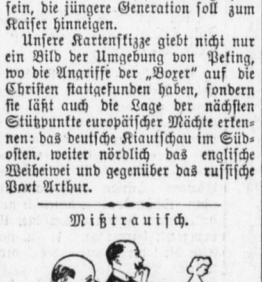 sein, die jüngere Generation soll zum
Kaiser hinneigen.
Unsere Kartenskizze giebt nicht nur
ein Bild der Umgebung von Peking,
wo die Angriffe der „Boxer" auf die
Christen stattgefunden haben, sondern
sie läßt auch die Lage der nächsten
Stützpunkte europäischer Mächte erken-
nen: das deutsche Kiautschau im Süd-
osten, weiter nördlich das englische
Weiheiwei und gegenüber das russische
Port Arthur.
Mißtrauisch.